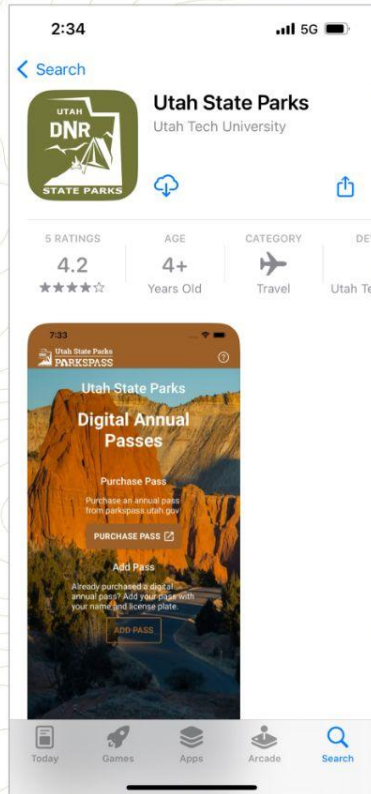 2:34
5G
Search
UTAH
DNR
STATE PARKS
Utah State Parks
Utah Tech University
5 RATINGS
AGE
CATEGORY
DE
4.2
4+
Years Old
Travel
Utah Te
7:33
Utah State Parks
PARKSPASS
Utah State Parks
Digital Annual
Passes
Purchase Pass
Purchase an annual pass
from parkspass.utah.gov
PURCHASE PASS
Add Pass
Already purchased a digital
annual pass? Add your pass with
your name and license plate.
ADD PASS
Today
Games
Apps
Arcade
Search